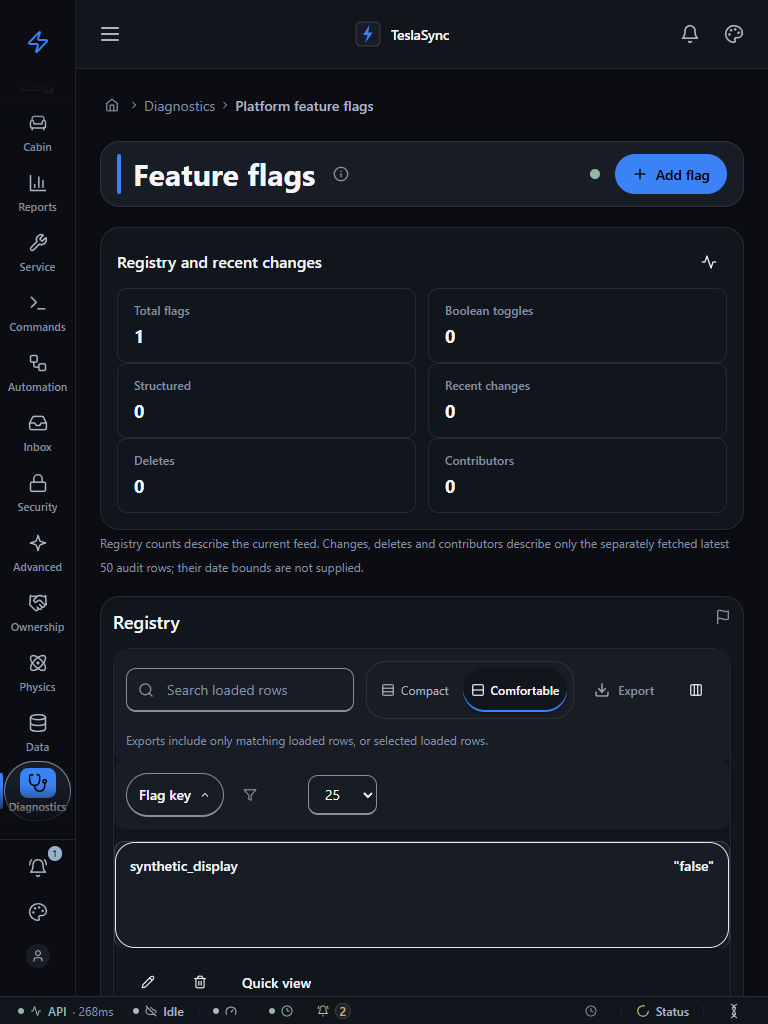 TeslaSync
Energy
Cabin
Reports
Service
Commands
Automation
Inbox
Security
Advanced
Ownership
Physics
Data
Diagnostics
1
Diagnostics Platform feature flags
Feature flags
Add flag
Registry and recent changes
Total flags
1
Boolean toggles
0
Structured
0
Recent changes
0
Deletes
0
Contributors
0
Registry counts describe the current feed. Changes, deletes and contributors describe only the separately fetched latest
50 audit rows; their date bounds are not supplied.
Registry
Search loaded rows
Compact
Comfortable
Export
Exports include only matching loaded rows, or selected loaded rows.
Flag key
25
synthetic_display "false"
Quick view
API · 268ms Idle 2 Status